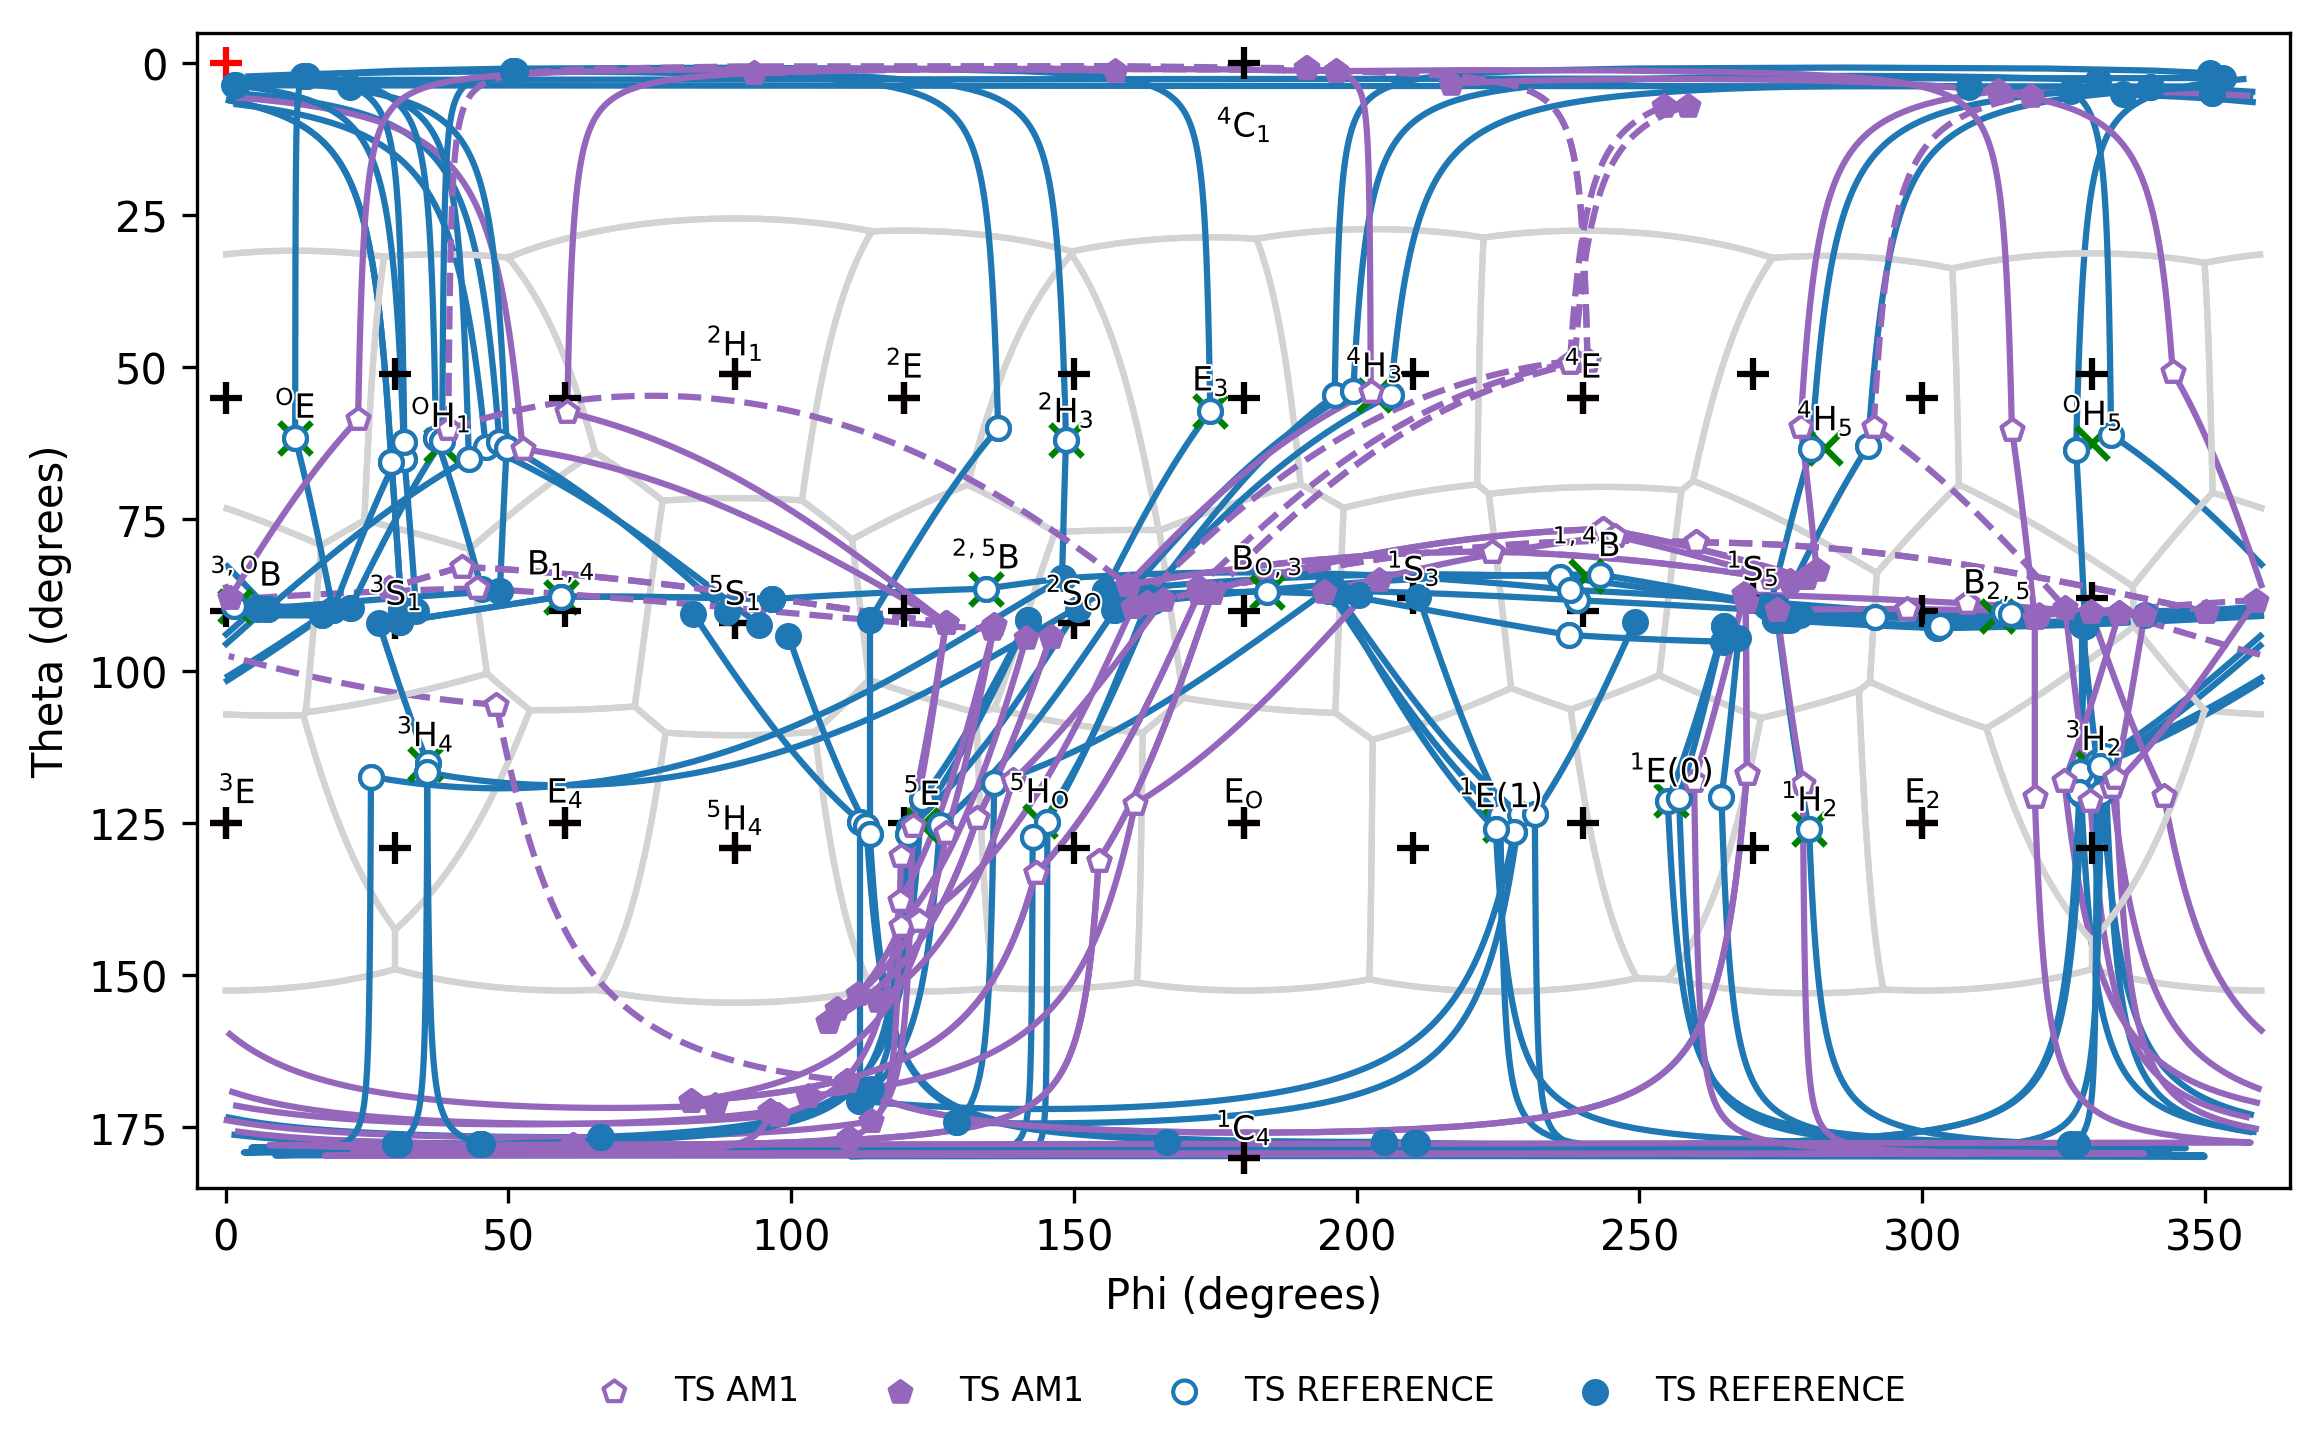 0
25
50
75
100
125
150
175
Theta (degrees)
⁴C₁
²H₁
²E
⁴E
ᴼE
ᴼH₁
²H₃
E₃
⁴H₃
⁴H₅
ᴼH₅
³,ᴼB
³S₁
B₁,₄
⁵S₁
²,⁵B
²Sₒ
Bₒ,₃
¹S₃
¹,⁴B
¹S₅
B₂,₅
³H₄
³H₂
³E
E₄
⁵H₄
⁵E
⁵Hₒ
Eₒ
¹E(1)
¹E(0)
¹H₂
E₂
¹C₄
0 50 100 150 200 250 300 350
Phi (degrees)
TS AM1 TS AM1 TS REFERENCE TS REFERENCE